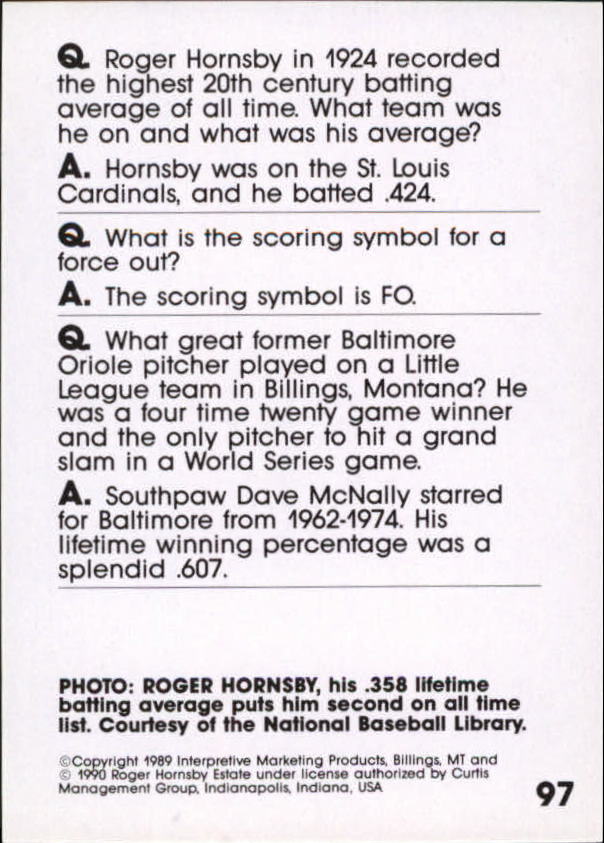 Q. Roger Hornsby in 1924 recorded
the highest 20th century batting
average of all time. What team was
he on and what was his average?
A. Hornsby was on the St. Louis
Cardinals, and he batted .424.
Q. What is the scoring symbol for a
force out?
A. The scoring symbol is FO.
Q. What great former Baltimore
Oriole pitcher played on a Little
League team in Billings, Montana? He
was a four time twenty game winner
and the only pitcher to hit a grand
slam in a World Series game.
A. Southpaw Dave McNally starred
for Baltimore from 1962-1974. His
lifetime winning percentage was a
splendid .607.
PHOTO: ROGER HORNSBY, his .358 lifetime
batting average puts him second on all time
list. Courtesy of the National Baseball Library.
©Copyright 1989 Interpretive Marketing Products, Billings, MT and
© 1990 Roger Hornsby Estate under license authorized by Curtis
Management Group, Indianapolis, Indiana, USA
97